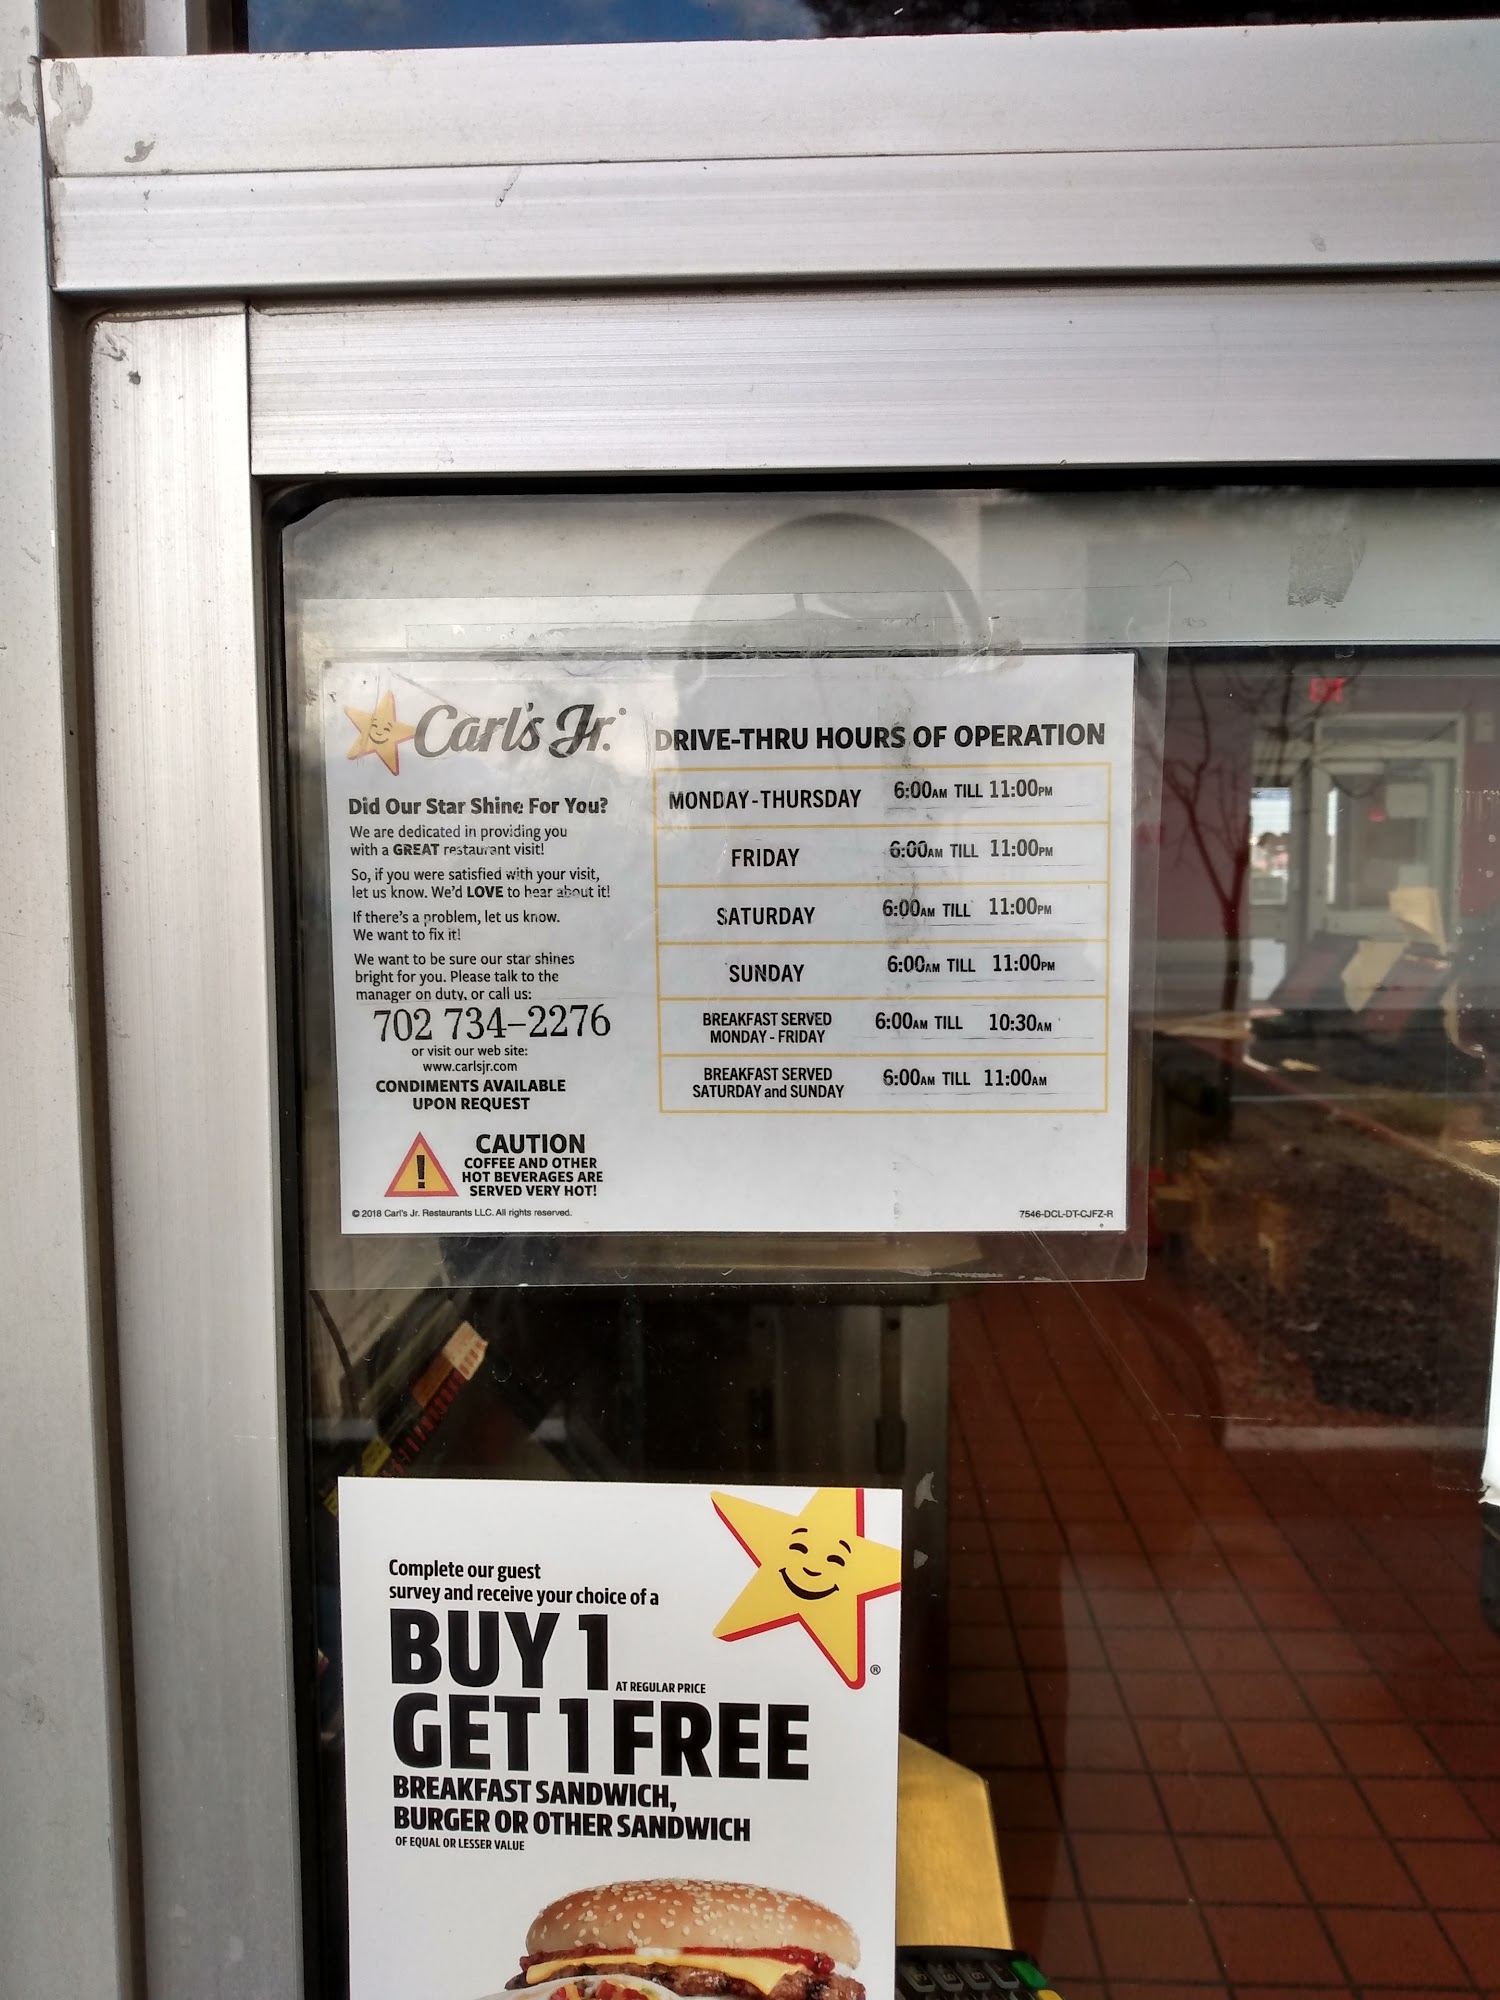 EXIT
Carl's Jr.
Did Our Star Shine For You?
We are dedicated in providing you
with a GREAT restaurant visit!
So, if you were satisfied with your visit,
let us know. We'd LOVE to hear about it!
If there's a problem, let us know.
We want to fix it!
We want to be sure our star shines
bright for you. Please talk to the
manager on duty, or call us:
702 734-2276
or visit our web site:
www.carlsjr.com
CONDIMENTS AVAILABLE
UPON REQUEST
CAUTION
COFFEE AND OTHER
HOT BEVERAGES ARE
SERVED VERY HOT!
© 2018 Carl's Jr. Restaurants LLC. All rights reserved.
DRIVE-THRU HOURS OF OPERATION
MONDAY-THURSDAY 6:00AM TILL 11:00PM
FRIDAY 6:00AM TILL 11:00PM
SATURDAY 6:00AM TILL 11:00PM
SUNDAY 6:00AM TILL 11:00PM
BREAKFAST SERVED
MONDAY - FRIDAY 6:00AM TILL 10:30AM
BREAKFAST SERVED
SATURDAY and SUNDAY 6:00AM TILL 11:00AM
7546-DCL-DT-CJFZ-R
Complete our guest
survey and receive your choice of a
BUY 1 AT REGULAR PRICE
GET 1 FREE
BREAKFAST SANDWICH,
BURGER OR OTHER SANDWICH
OF EQUAL OR LESSER VALUE
®